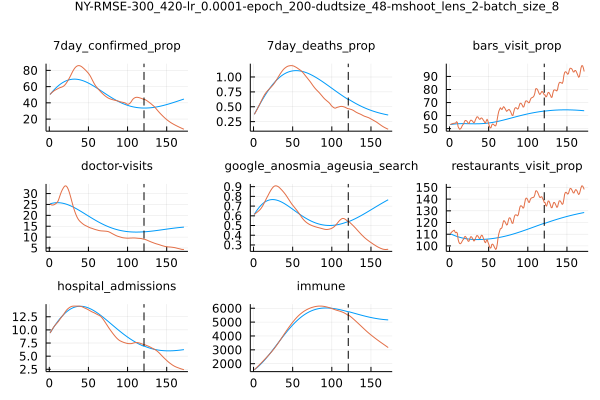 NY-RMSE-300_420-lr_0.0001-epoch_200-dudtsize_48-mshoot_lens_2-batch_size_8
7day_confirmed_prop
80
60
40
20
0 50 100 150
7day_deaths_prop
1.00
0.75
0.50
0.25
0 50 100 150
bars_visit_prop
90
80
70
60
50
0 50 100 150
doctor-visits
30
25
20
15
10
5
0 50 100 150
google_anosmia_ageusia_search
0.9
0.8
0.7
0.6
0.5
0.4
0.3
0 50 100 150
restaurants_visit_prop
150
140
130
120
110
100
0 50 100 150
hospital_admissions
12.5
10.0
7.5
5.0
2.5
0 50 100 150
immune
6000
5000
4000
3000
2000
0 50 100 150